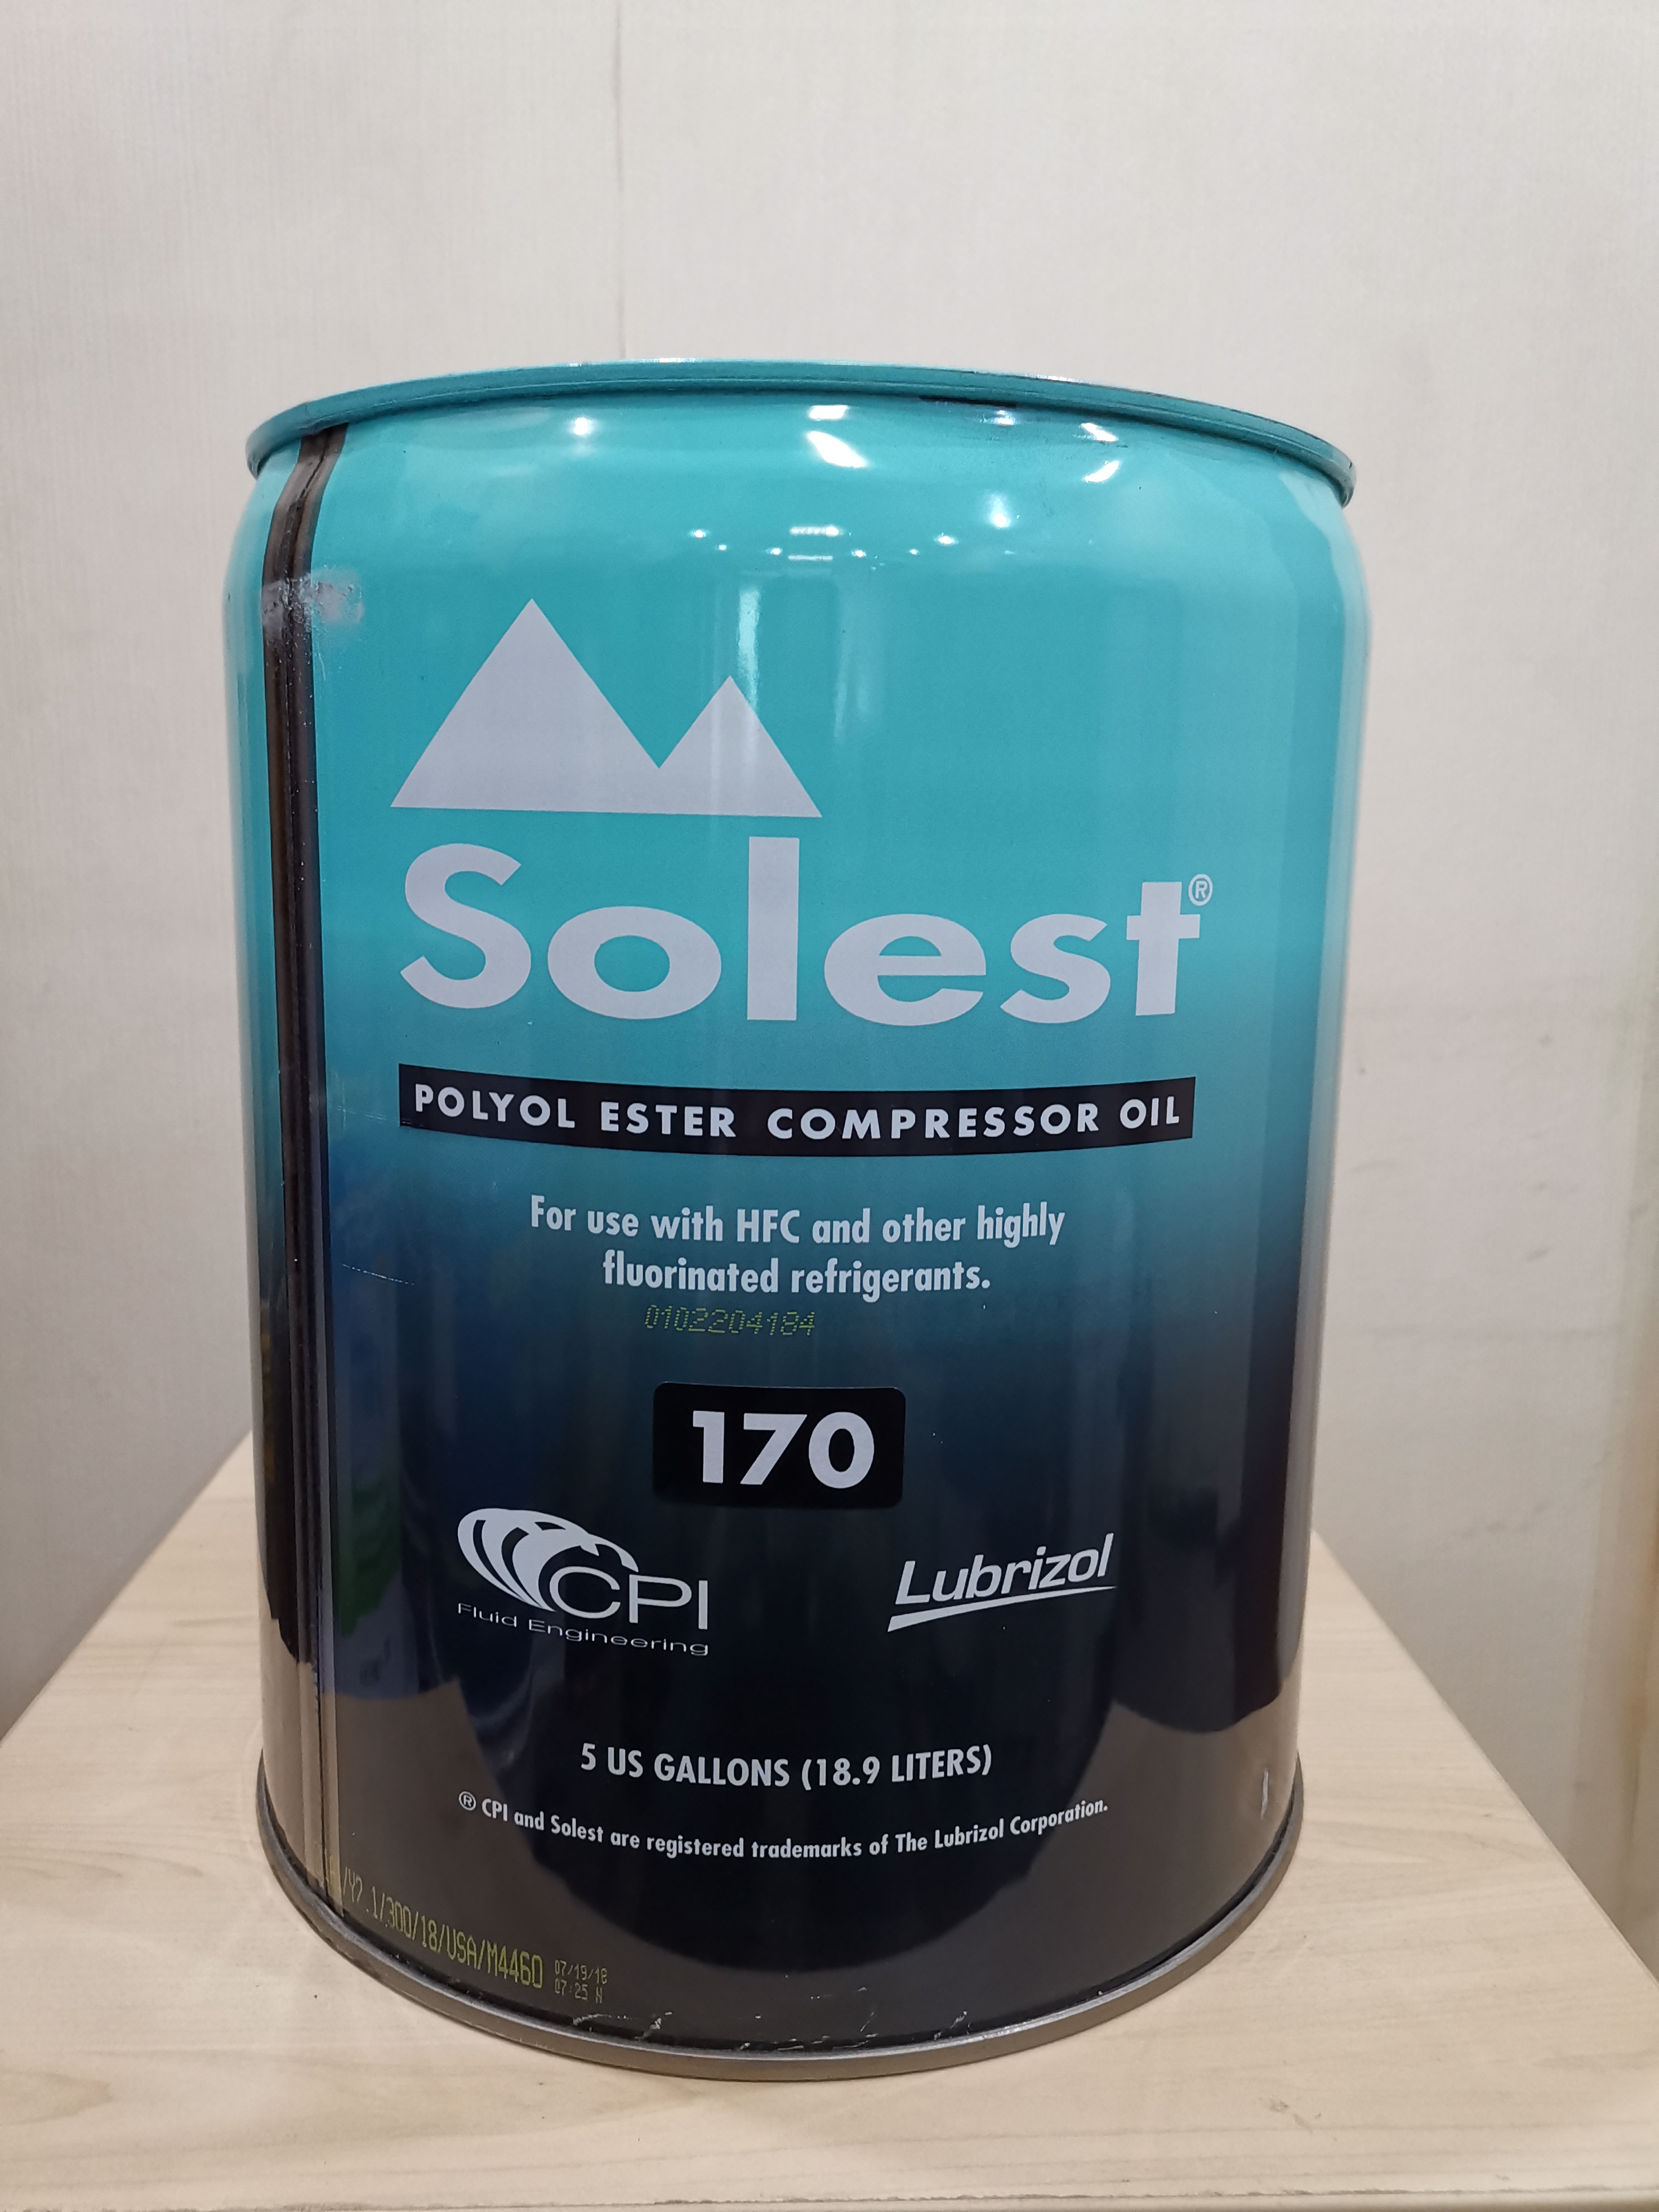 Solest®
POLYOL ESTER COMPRESSOR OIL
For use with HFC and other highly
fluorinated refrigerants.
0102204184
170
CPI
Fluid Engineering
Lubrizol
5 US GALLONS (18.9 LITERS)
® CPI and Solest are registered trademarks of The Lubrizol Corporation.
/Y?.1/300/18/USA/M4460
07/19/18
07:25 N